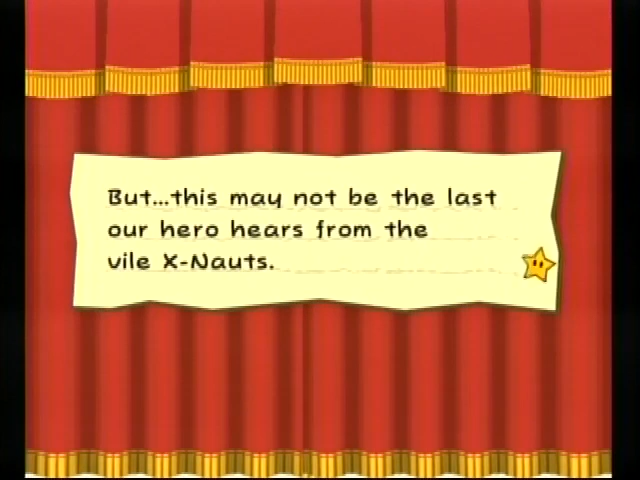 But...this may not be the last
our hero hears from the
vile X-Nauts.